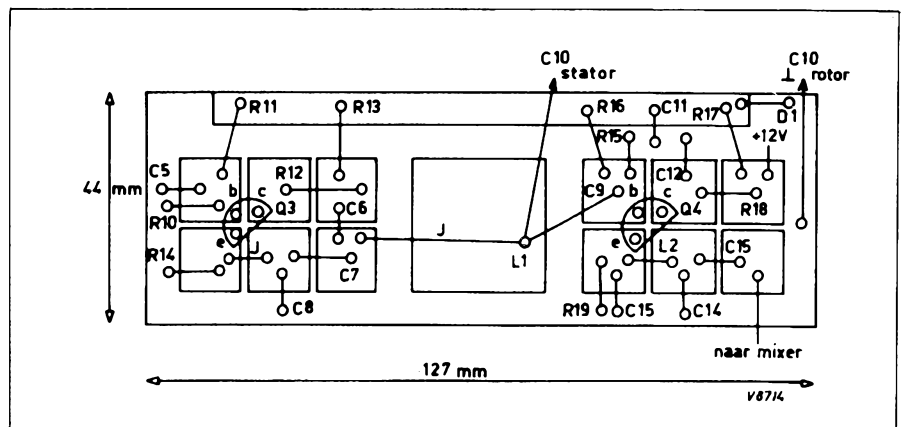 C10 stator
C10
⊥ rotor
R11
R13
R16
C11
R17
D1
R15
+12V
44 mm
C5
b
c
R12
C9
b
C12
c
R10
Q3
C6
Q4
R18
e
J
e
L2
C15
R14
J
C7
L1
C8
R19
C15
C14
naar mixer
127 mm
V8714